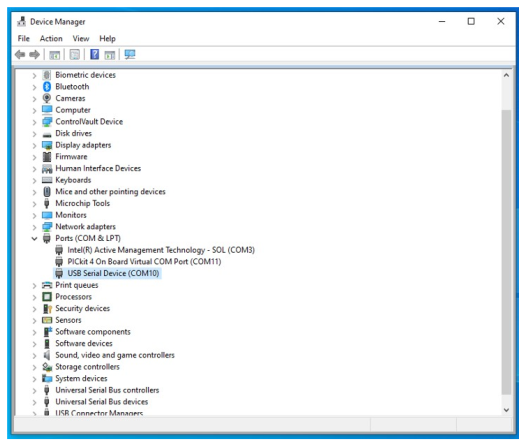 Device Manager
File Action View Help
Biometric devices
Bluetooth
Cameras
Computer
ControlVault Device
Disk drives
Display adapters
Firmware
Human Interface Devices
Keyboards
Mice and other pointing devices
Microchip Tools
Monitors
Network adapters
Ports (COM & LPT)
Intel(R) Active Management Technology - SOL (COM3)
PICkit 4 On Board Virtual COM Port (COM11)
USB Serial Device (COM10)
Print queues
Processors
Security devices
Sensors
Software components
Software devices
Sound, video and game controllers
Storage controllers
System devices
Universal Serial Bus controllers
Universal Serial Bus devices
USB Connector Managers